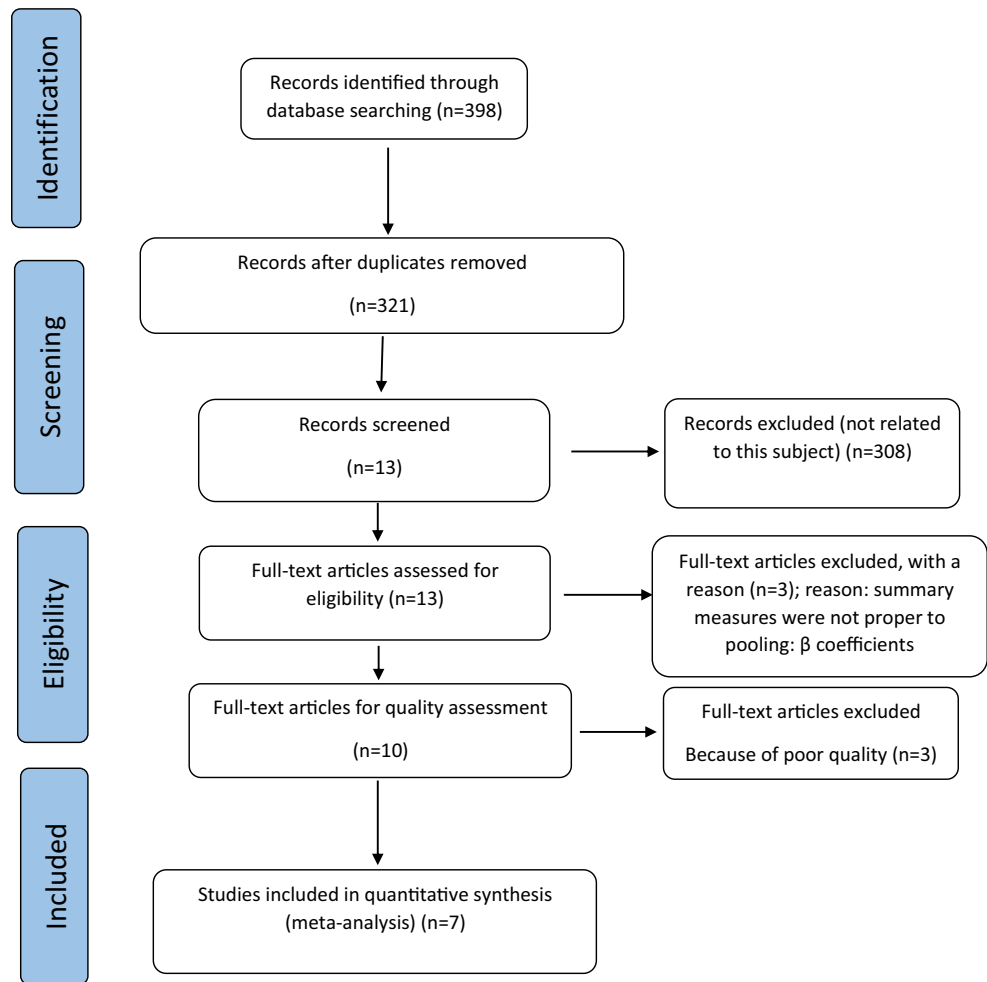 Identification
Records identified through
database searching (n=398)
Records after duplicates removed
(n=321)
Screening
Records screened
(n=13)
Records excluded (not related
to this subject) (n=308)
Eligibility
Full-text articles assessed for
eligibility (n=13)
Full-text articles excluded, with a
reason (n=3); reason: summary
measures were not proper to
pooling: β coefficients
Full-text articles for quality assessment
(n=10)
Full-text articles excluded
Because of poor quality (n=3)
Included
Studies included in quantitative synthesis
(meta-analysis) (n=7)